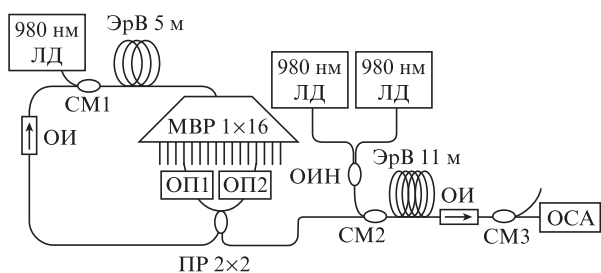 ЭрВ 5 м
980 нм
ЛД
СМ1
ОИ
МВР 1×16
ОП1
ОП2
ПР 2×2
980 нм
ЛД
980 нм
ЛД
ОИН
ЭрВ 11 м
СМ2
ОИ
СМ3
ОСА